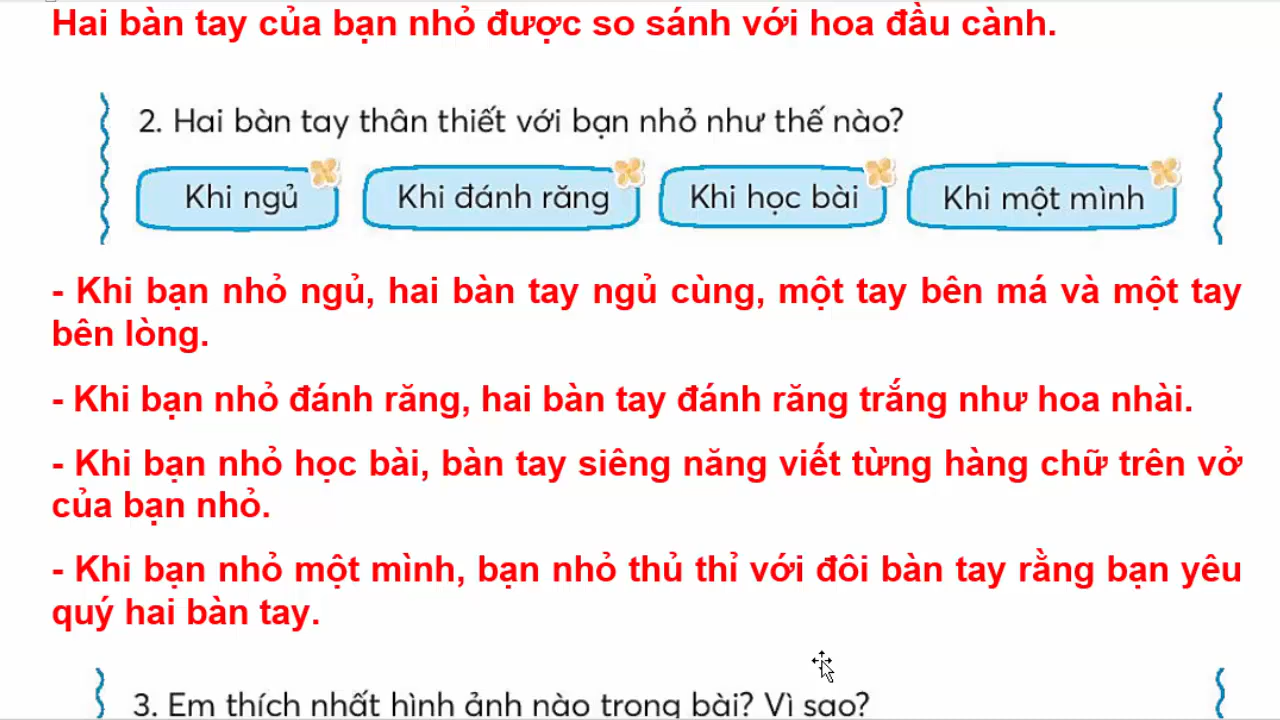 Hai bàn tay của bạn nhỏ được so sánh với hoa đầu cành.
2. Hai bàn tay thân thiết với bạn nhỏ như thế nào?
Khi ngủ
Khi đánh răng
Khi học bài
Khi một mình
- Khi bạn nhỏ ngủ, hai bàn tay ngủ cùng, một tay bên má và một tay
bên lòng.
- Khi bạn nhỏ đánh răng, hai bàn tay đánh răng trắng như hoa nhài.
- Khi bạn nhỏ học bài, bàn tay siêng năng viết từng hàng chữ trên vở
của bạn nhỏ.
- Khi bạn nhỏ một mình, bạn nhỏ thủ thỉ với đôi bàn tay rằng bạn yêu
quý hai bàn tay.
3. Em thích nhất hình ảnh nào trong bài? Vì sao?